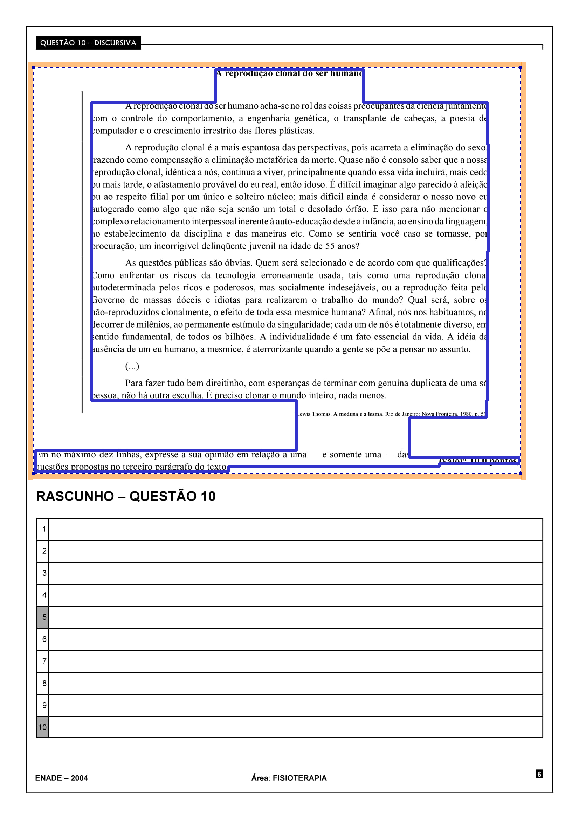 QUESTÃO 10 - DISCURSIVA
A reprodução clonal do ser humano
A reprodução clonal do ser humano acha-se no rol das coisas preocupantes da ciência juntamente
com o controle do comportamento, a engenharia genética, o transplante de cabeças, a poesia de
computador e o crescimento irrestrito das flores plásticas.
A reprodução clonal é a mais espantosa das perspectivas, pois acarreta a eliminação do sexo
trazendo como compensação a eliminação metafórica da morte. Quase não é consolo saber que a nossa
reprodução clonal, idêntica a nós, continua a viver, principalmente quando essa vida incluirá, mais cedo
ou mais tarde, o afastamento provável do eu real, então idoso. É difícil imaginar algo parecido à afeição
ou ao respeito filial por um único e solteiro núcleo; mais difícil ainda é considerar o nosso novo eu
autogerado como algo que não seja senão um total e desolado órfão. E isso para não mencionar o
complexo relacionamento interpessoal inerente à auto-educação desde a infância, ao ensino da linguagem,
ao estabelecimento da disciplina e das maneiras etc. Como se sentiria você caso se tornasse, por
procuração, um incorrigível delinqüente juvenil na idade de 55 anos?
As questões públicas são óbvias. Quem será selecionado e de acordo com que qualificações?
Como enfrentar os riscos da tecnologia erroneamente usada, tais como uma reprodução clonal
autodeterminada pelos ricos e poderosos, mas socialmente indesejáveis, ou a reprodução feita pelo
Governo de massas dóceis e idiotas para realizarem o trabalho do mundo? Qual será, sobre os
não-reproduzidos clonalmente, o efeito de toda essa mesmice humana? Afinal, nós nos habituamos, no
decorrer de milênios, ao permanente estímulo da singularidade; cada um de nós é totalmente diverso, em
sentido fundamental, de todos os bilhões. A individualidade é um fato essencial da vida. A idéia da
ausência de um eu humano, a mesmice, é aterrorizante quando a gente se põe a pensar no assunto.
(...)
Para fazer tudo bem direitinho, com esperanças de terminar com genuína duplicata de uma só
pessoa, não há outra escolha. É preciso clonar o mundo inteiro, nada menos.
Lewis Thomas. A medusa e a lesma. Rio de Janeiro: Nova Fronteira, 1980, p.
Em no máximo dez linhas, expresse a sua opinião em relação a uma e somente uma das
questões propostas no terceiro parágrafo do texto.
RASCUNHO – QUESTÃO 10
1
2
3
4
5
6
7
8
9
10
ENADE – 2004 Área: FISIOTERAPIA 6